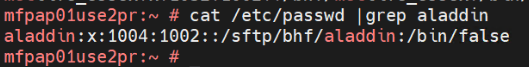 mfpap01use2pr:~ # cat /etc/passwd |grep aladdin
aladdin:x:1004:1002::/sftp/bhf/aladdin:/bin/false
mfpap01use2pr:~ #